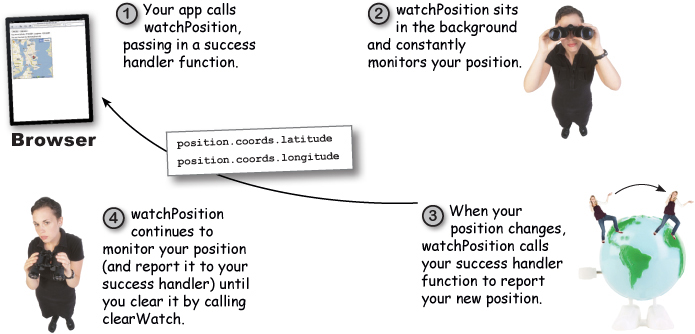 1 Your app calls
watchPosition,
passing in a success
handler function.
2 watchPosition sits
in the background
and constantly
monitors your position.
Browser
position.coords.latitude
position.coords.longitude
3 When your
position changes,
watchPosition calls
your success handler
function to report
your new position.
4 watchPosition
continues to
monitor your position
(and report it to your
success handler) until
you clear it by calling
clearWatch.